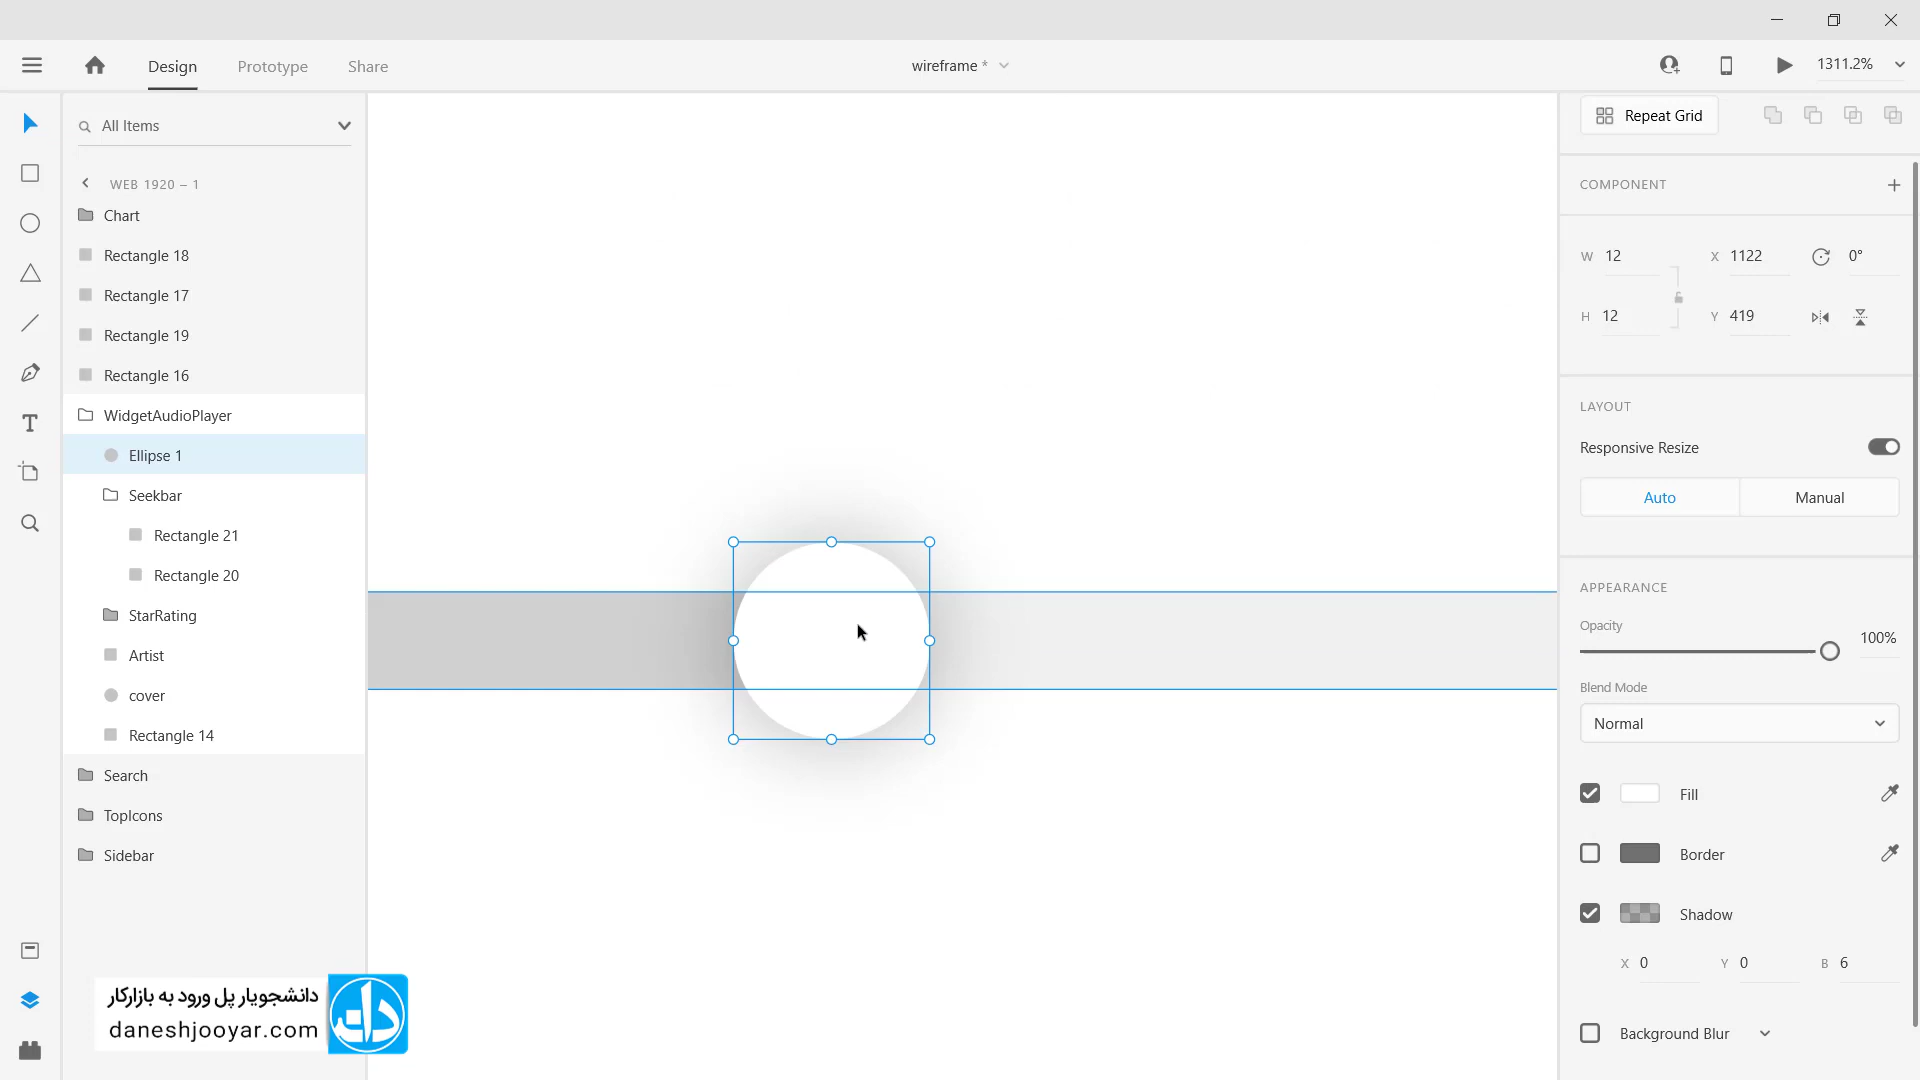 Design
Prototype
Share
wireframe *
1311.2%
All Items
WEB 1920 – 1
Chart
Rectangle 18
Rectangle 17
Rectangle 19
Rectangle 16
WidgetAudioPlayer
Ellipse 1
Seekbar
Rectangle 21
Rectangle 20
StarRating
Artist
cover
Rectangle 14
Search
TopIcons
Sidebar
دانشجویار پل ورود به بازارکار
daneshjooyar.com
Repeat Grid
COMPONENT
W 12 X 1122 0°
H 12 Y 419
LAYOUT
Responsive Resize
Auto Manual
APPEARANCE
Opacity
100%
Blend Mode
Normal
Fill
Border
Shadow
X 0 Y 0 B 6
Background Blur